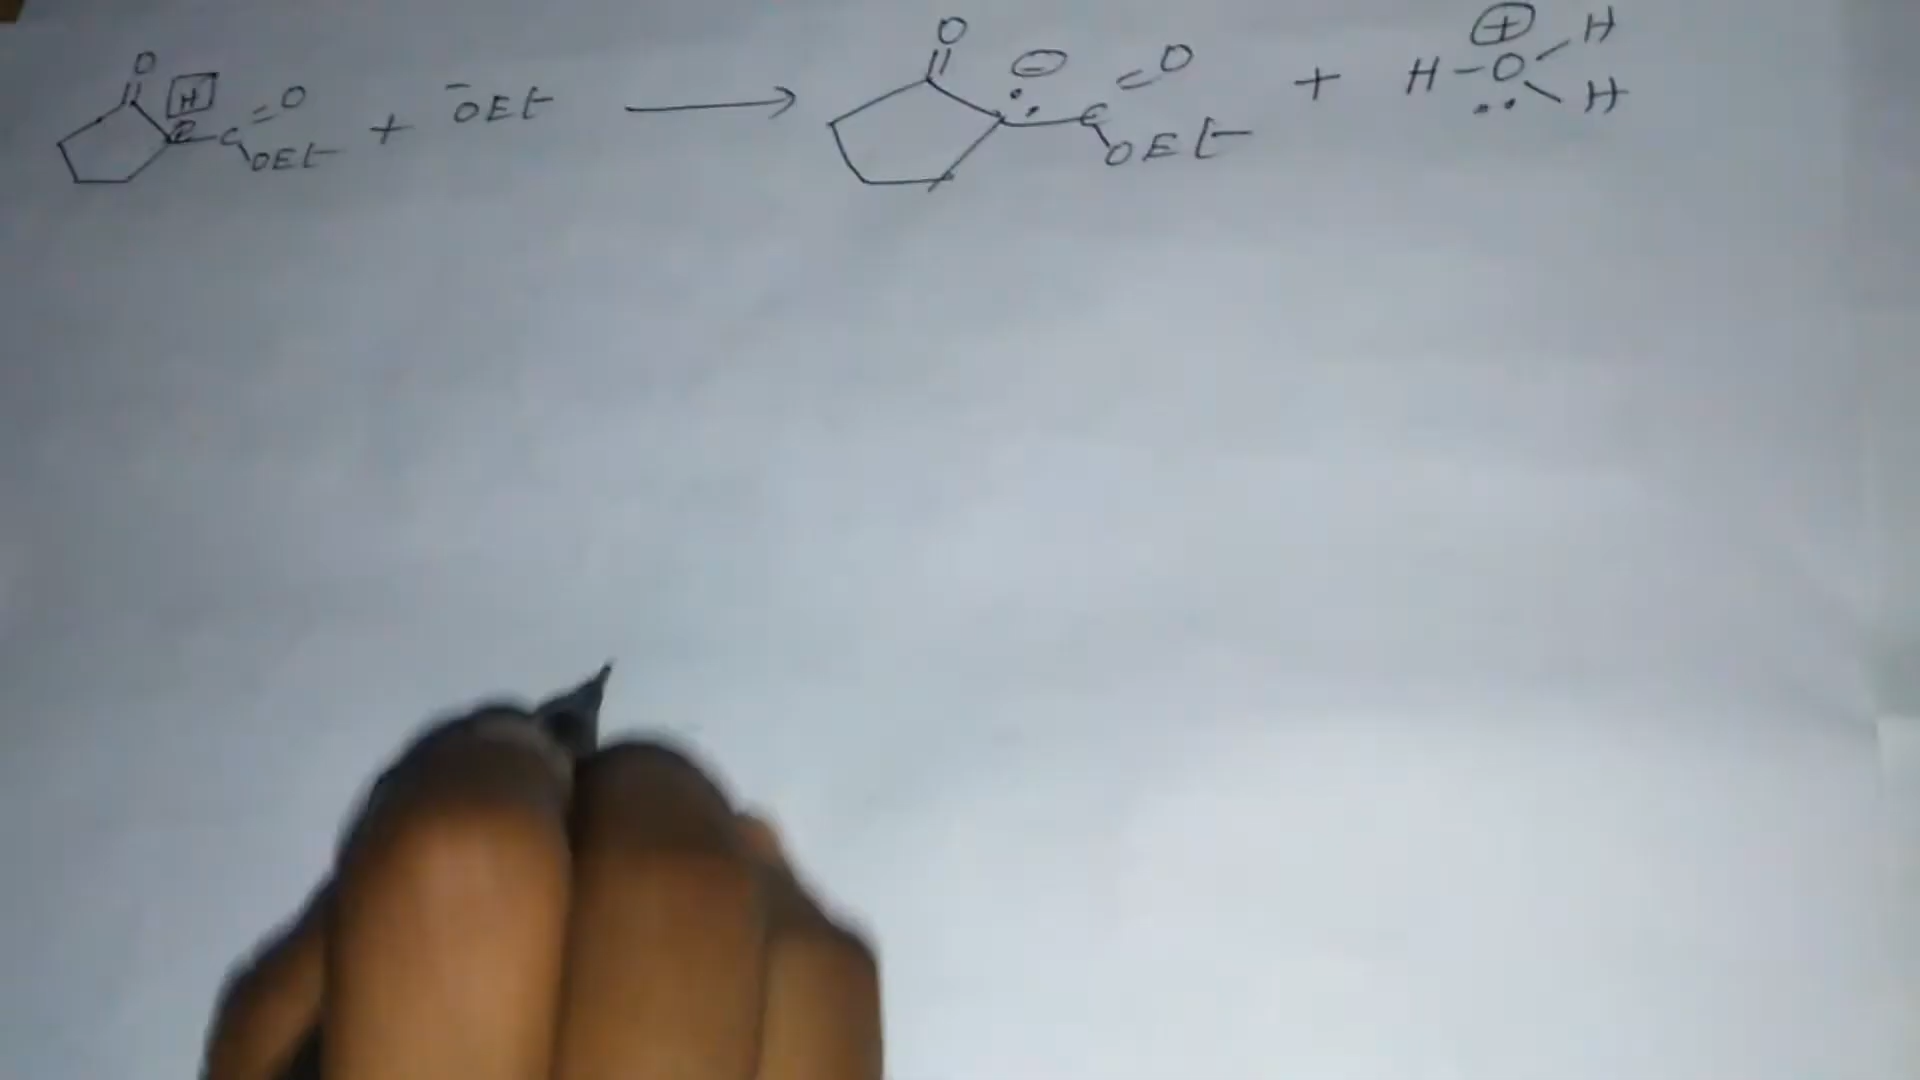 O H C =O OEt + ⁻OEt ⟶ O ⊖ C =O OEt + H-O ⊕ H H